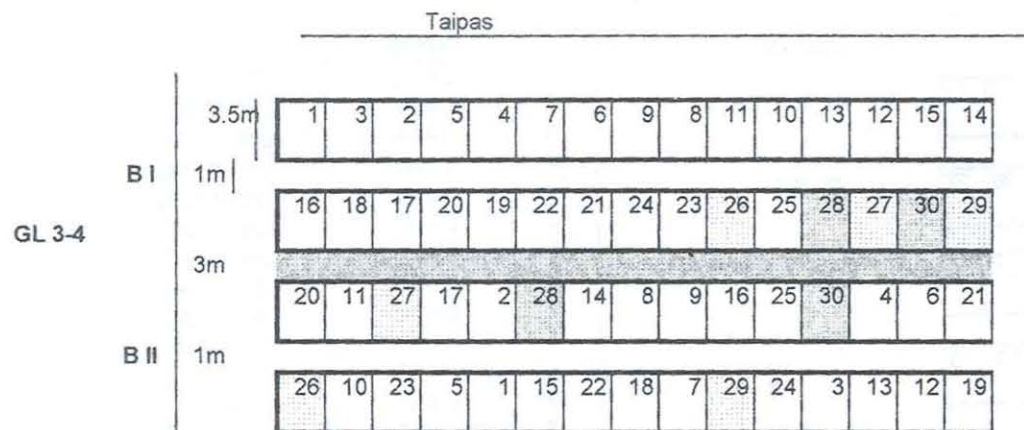 Taipas
3.5m 1 3 2 5 4 7 6 9 8 11 10 13 12 15 14
B I 1m
16 18 17 20 19 22 21 24 23 26 25 28 27 30 29
GL 3-4
3m
20 11 27 17 2 28 14 8 9 16 25 30 4 6 21
B II 1m
26 10 23 5 1 15 22 18 7 29 24 3 13 12 19